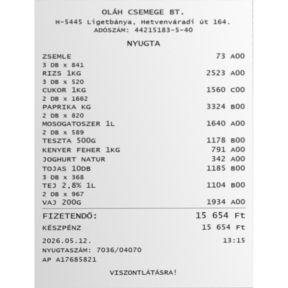 OLÁH CSEMEGE BT.
H-5445 Ligetbánya, Hetvenváradi út 164.
ADÓSZÁM: 44215183-5-40
NYUGTA
ZSEMLE 73 A00
3 DB x 841
RIZS 1KG 2523 A00
3 DB x 520
CUKOR 1KG 1560 C00
2 DB x 1662
PAPRIKA KG 3324 B00
2 DB x 820
MOSOGATOSZER 1L 1640 A00
2 DB x 589
TESZTA 500G 1178 B00
KENYER FEHER 1KG 791 A00
JOGHURT NATUR 342 A00
TOJAS 10DB 1185 B00
3 DB x 368
TEJ 2,8% 1L 1104 B00
2 DB x 967
VAJ 200G 1934 A00
FIZETENDŐ: 15 654 Ft
KÉSZPÉNZ 15 654 Ft
2026.05.12. 13:15
NYUGTASZÁM: 7036/04070
AP A17685821
VISZONTLÁTÁSRA!